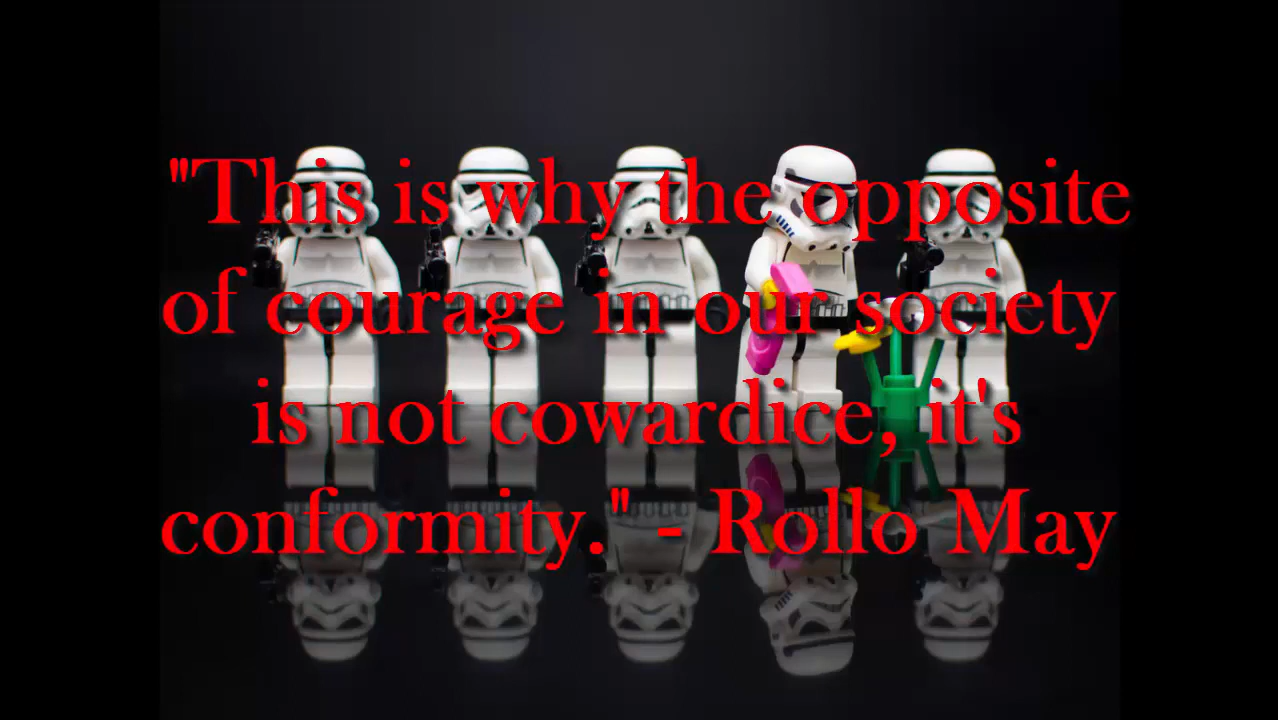 "This is why the opposite
of courage in our society
is not cowardice, it's
conformity." - Rollo May